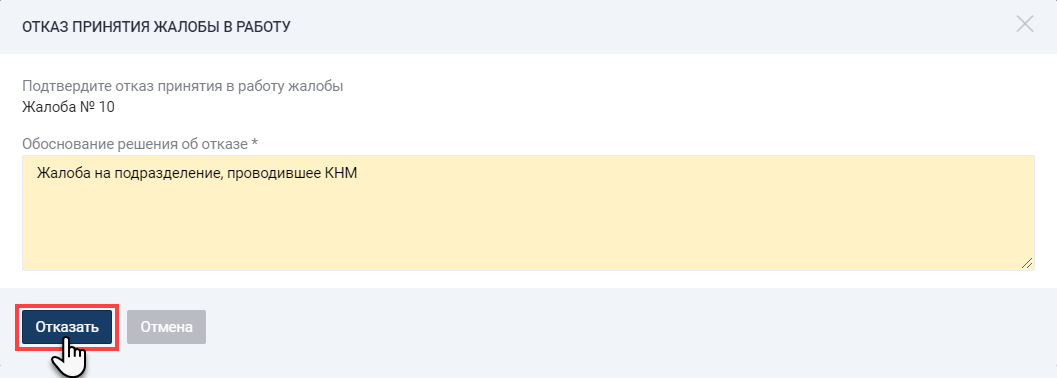 ОТКАЗ ПРИНЯТИЯ ЖАЛОБЫ В РАБОТУ
Подтвердите отказ принятия в работу жалобы
Жалоба № 10
Обоснование решения об отказе *
Жалоба на подразделение, проводившее КНМ
Отказать
Отмена